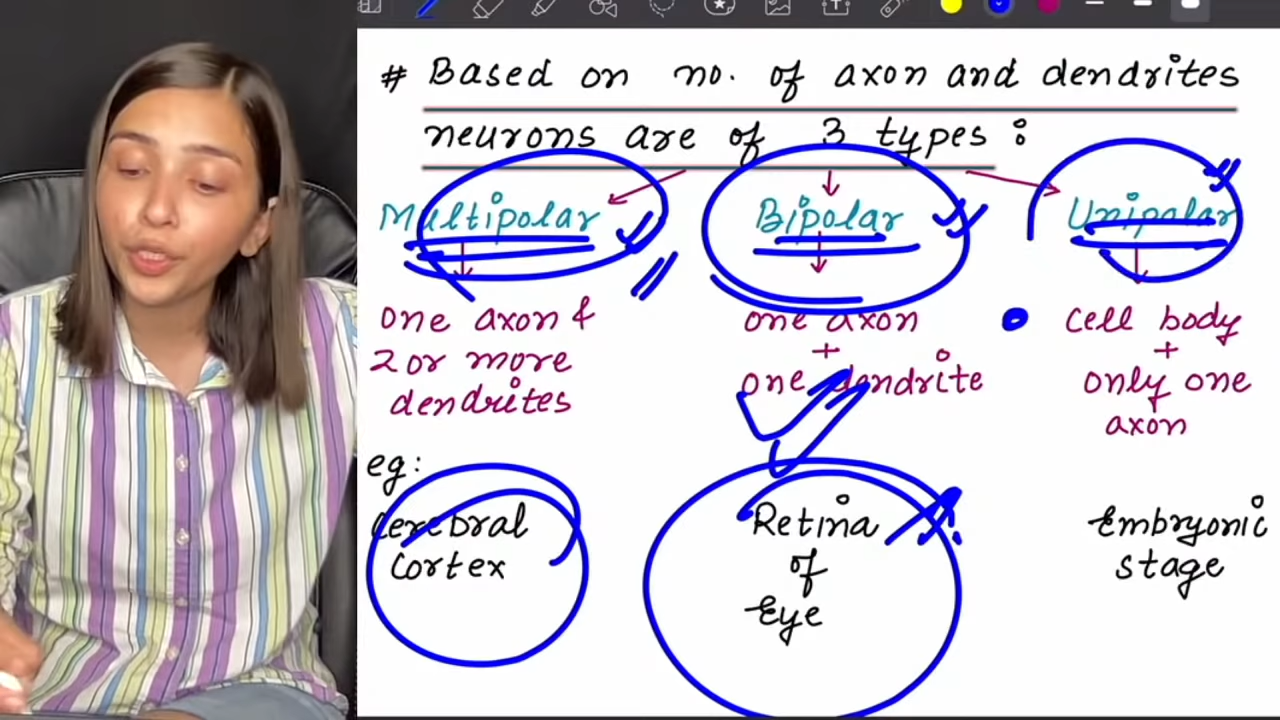 # Based on no. of axon and dendrites
neurons are of 3 types :
Multipolar
one axon &
2 or more
dendrites
eg:
Cerebral
Cortex
Bipolar
one axon
+
one dendrite
Retina
of
Eye
Unipolar
cell body
+
only one
axon
Embryonic
stage